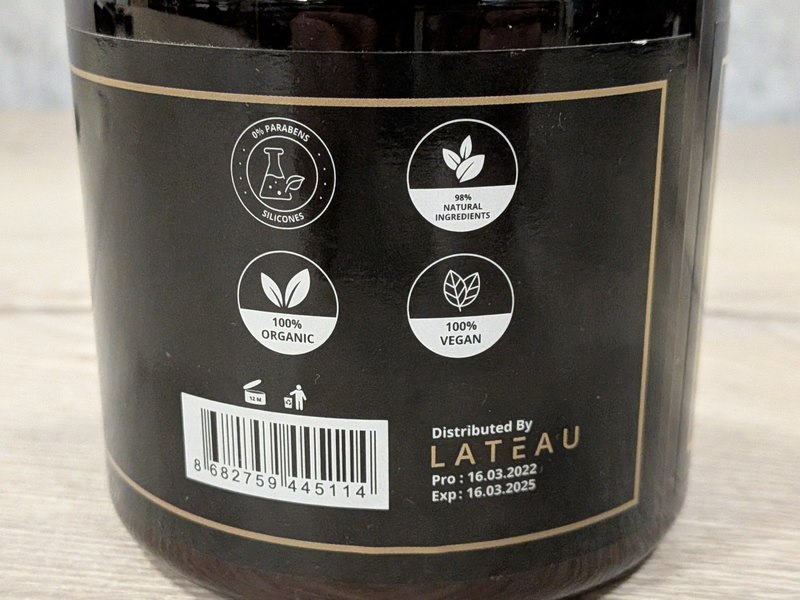 0% PARABENS
SILICONES
98%
NATURAL
INGREDIENTS
100%
ORGANIC
100%
VEGAN
12 M
8 682759 445114
Distributed By
LATEAU
Pro : 16.03.2022
Exp : 16.03.2025